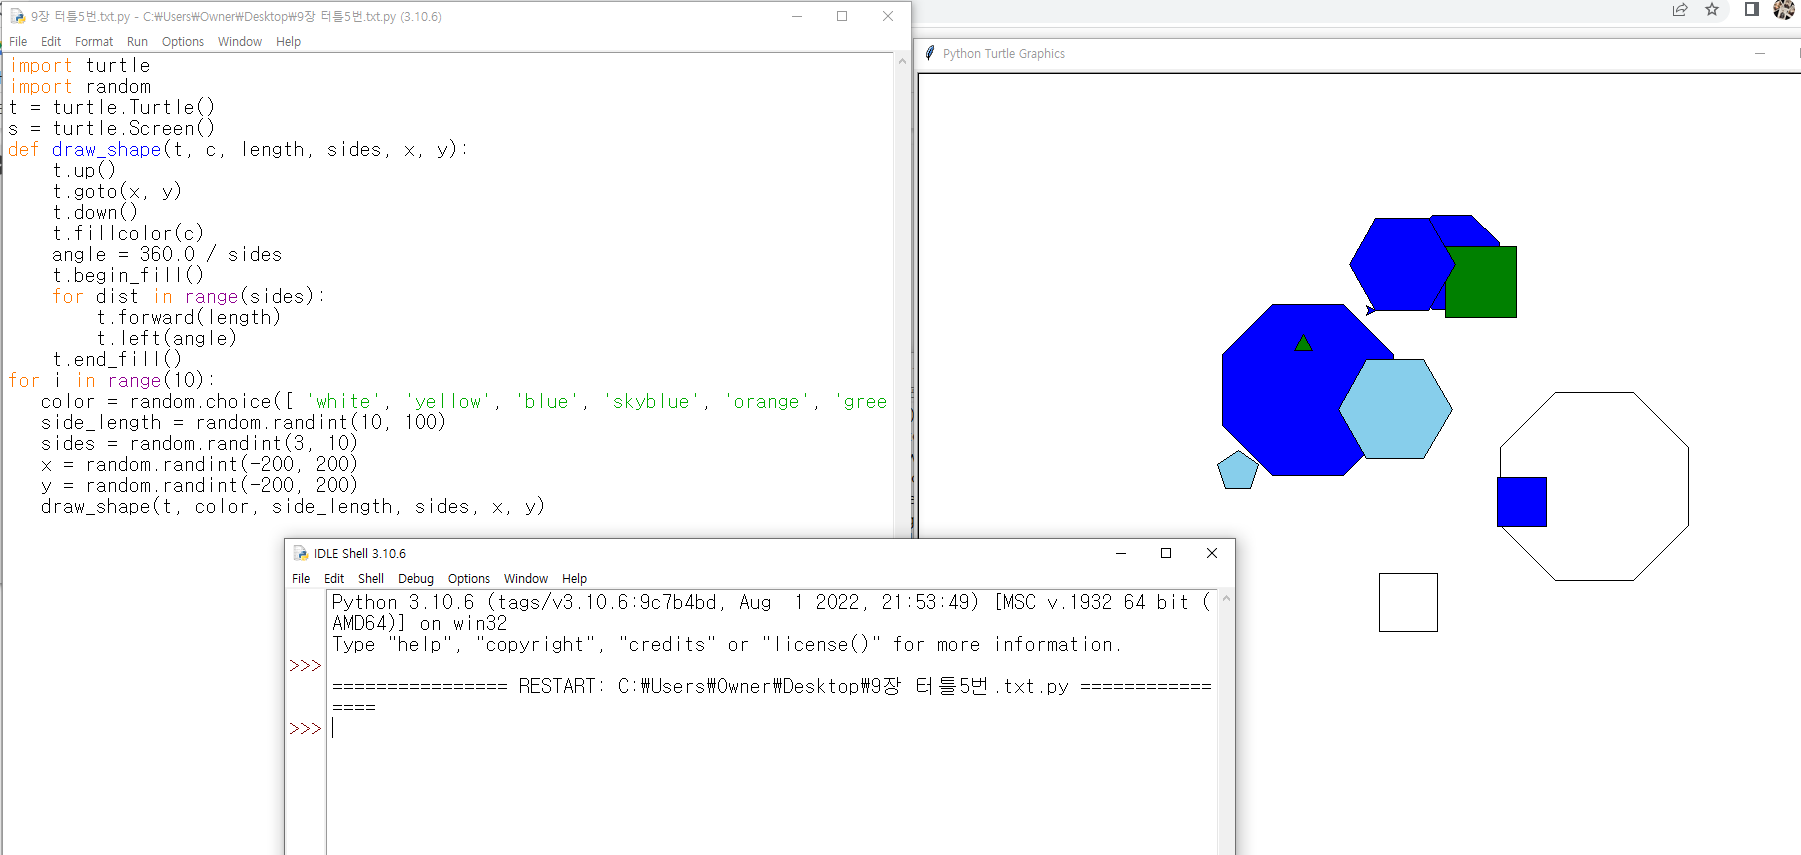 9장 터틀5번.txt.py - C:₩Users₩Owner₩Desktop₩9장 터틀5번.txt.py (3.10.6)
File Edit Format Run Options Window Help
import turtle
import random
t = turtle.Turtle()
s = turtle.Screen()
def draw_shape(t, c, length, sides, x, y):
    t.up()
    t.goto(x, y)
    t.down()
    t.fillcolor(c)
    angle = 360.0 / sides
    t.begin_fill()
    for dist in range(sides):
        t.forward(length)
        t.left(angle)
    t.end_fill()
for i in range(10):
   color = random.choice([ 'white', 'yellow', 'blue', 'skyblue', 'orange', 'gree
   side_length = random.randint(10, 100)
   sides = random.randint(3, 10)
   x = random.randint(-200, 200)
   y = random.randint(-200, 200)
   draw_shape(t, color, side_length, sides, x, y)
Python Turtle Graphics
IDLE Shell 3.10.6
File Edit Shell Debug Options Window Help
Python 3.10.6 (tags/v3.10.6:9c7b4bd, Aug  1 2022, 21:53:49) [MSC v.1932 64 bit (
AMD64)] on win32
Type "help", "copyright", "credits" or "license()" for more information.
>>>
================ RESTART: C:₩Users₩Owner₩Desktop₩9장 터틀5번.txt.py ============
====
>>>